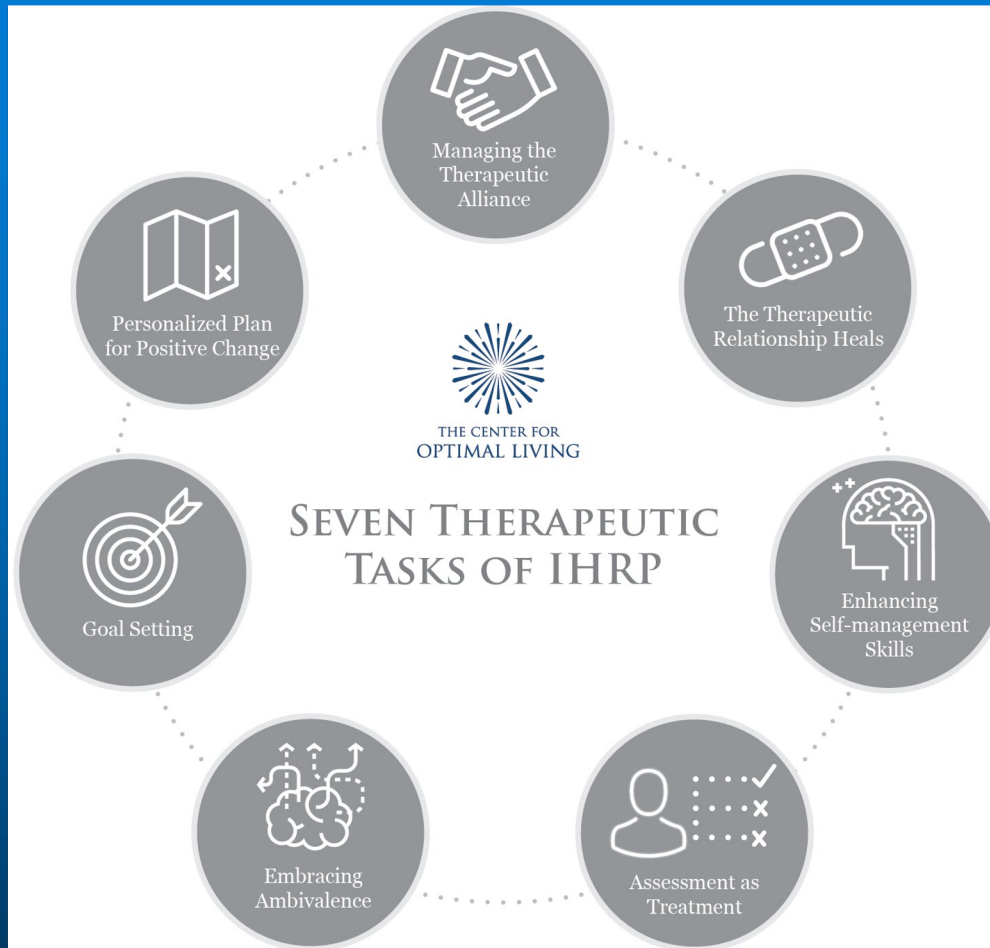 Managing the
Therapeutic
Alliance
The Therapeutic
Relationship Heals
Enhancing
Self-management
Skills
Assessment as
Treatment
Embracing
Ambivalence
Goal Setting
Personalized Plan
for Positive Change
THE CENTER FOR
OPTIMAL LIVING
SEVEN THERAPEUTIC
TASKS OF IHRP